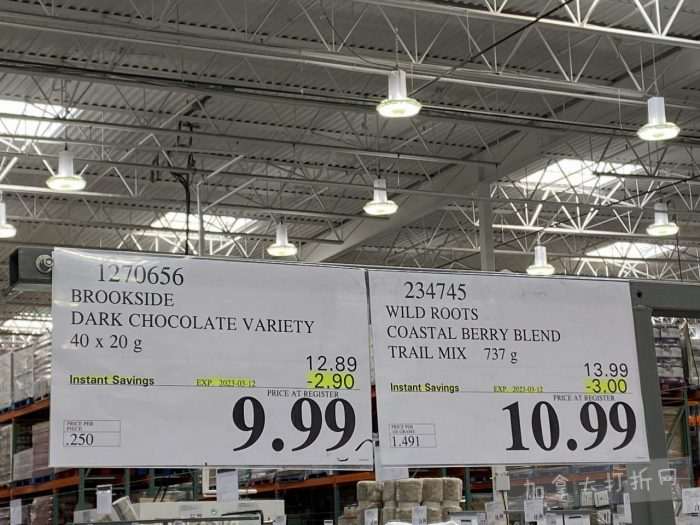 1270656
BROOKSIDE
DARK CHOCOLATE VARIETY
40 x 20 g
12.89
Instant Savings EXP. 2023-03-12 -2.90
PRICE AT REGISTER
9.99
PRICE PER
PIECE
.250
234745
WILD ROOTS
COASTAL BERRY BLEND
TRAIL MIX 737 g
13.99
Instant Savings EXP. 2023-03-12 -3.00
PRICE AT REGISTER
10.99
PRICE PER
100 GRAMS
1.491
加拿大打折网